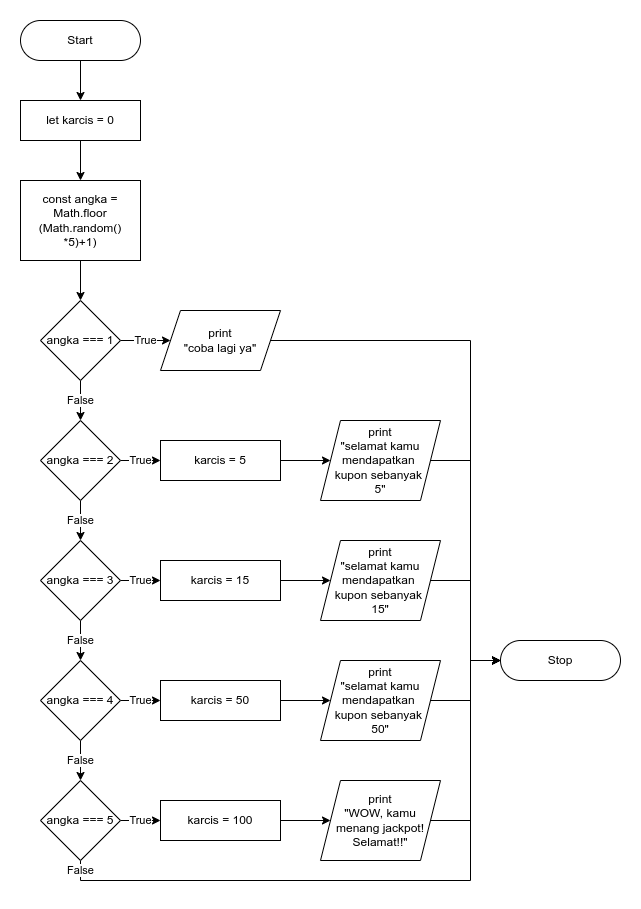 Start
let karcis = 0
const angka =
Math.floor
(Math.random()
*5)+1)
angka === 1
True
print
"coba lagi ya"
False
angka === 2
True
karcis = 5
print
"selamat kamu
mendapatkan
kupon sebanyak
5"
False
angka === 3
True
karcis = 15
print
"selamat kamu
mendapatkan
kupon sebanyak
15"
False
Stop
angka === 4
True
karcis = 50
print
"selamat kamu
mendapatkan
kupon sebanyak
50"
False
angka === 5
True
karcis = 100
print
"WOW, kamu
menang jackpot!
Selamat!!"
False